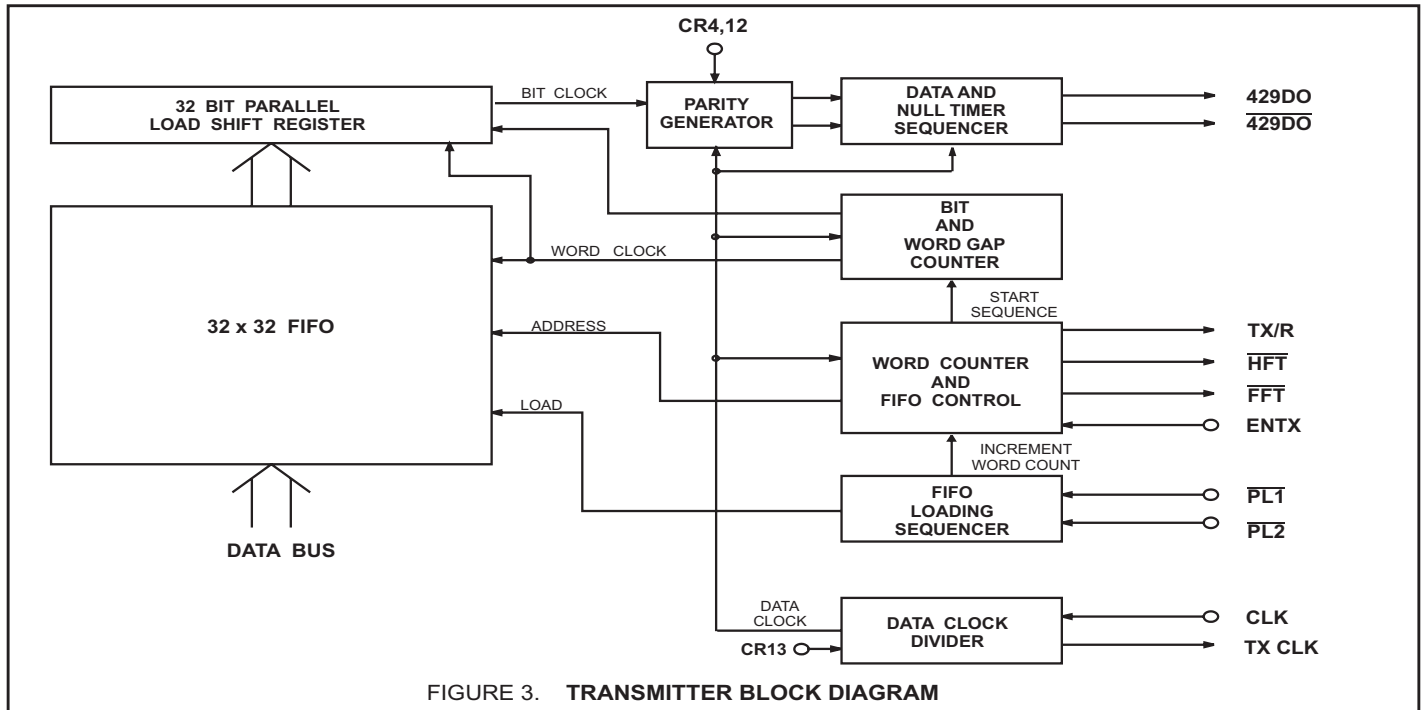 CR4,12
32 BIT PARALLEL
LOAD SHIFT REGISTER
BIT CLOCK
PARITY
GENERATOR
DATA AND
NULL TIMER
SEQUENCER
429DO
429DO
BIT
AND
WORD GAP
COUNTER
WORD CLOCK
32 x 32 FIFO
START
SEQUENCE
ADDRESS
WORD COUNTER
AND
FIFO CONTROL
TX/R
HFT
FFT
ENTX
LOAD
INCREMENT
WORD COUNT
FIFO
LOADING
SEQUENCER
PL1
PL2
DATA BUS
DATA
CLOCK
CR13
DATA CLOCK
DIVIDER
CLK
TX CLK
FIGURE 3. TRANSMITTER BLOCK DIAGRAM